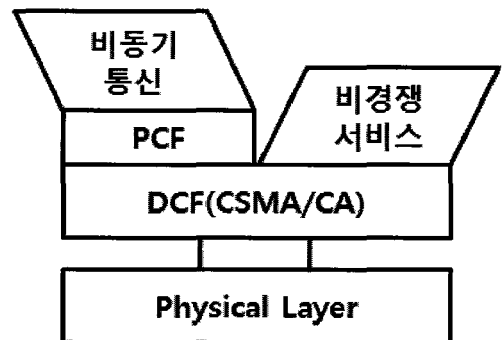 비동기
통신
비경쟁
서비스
PCF
DCF(CSMA/CA)
Physical Layer